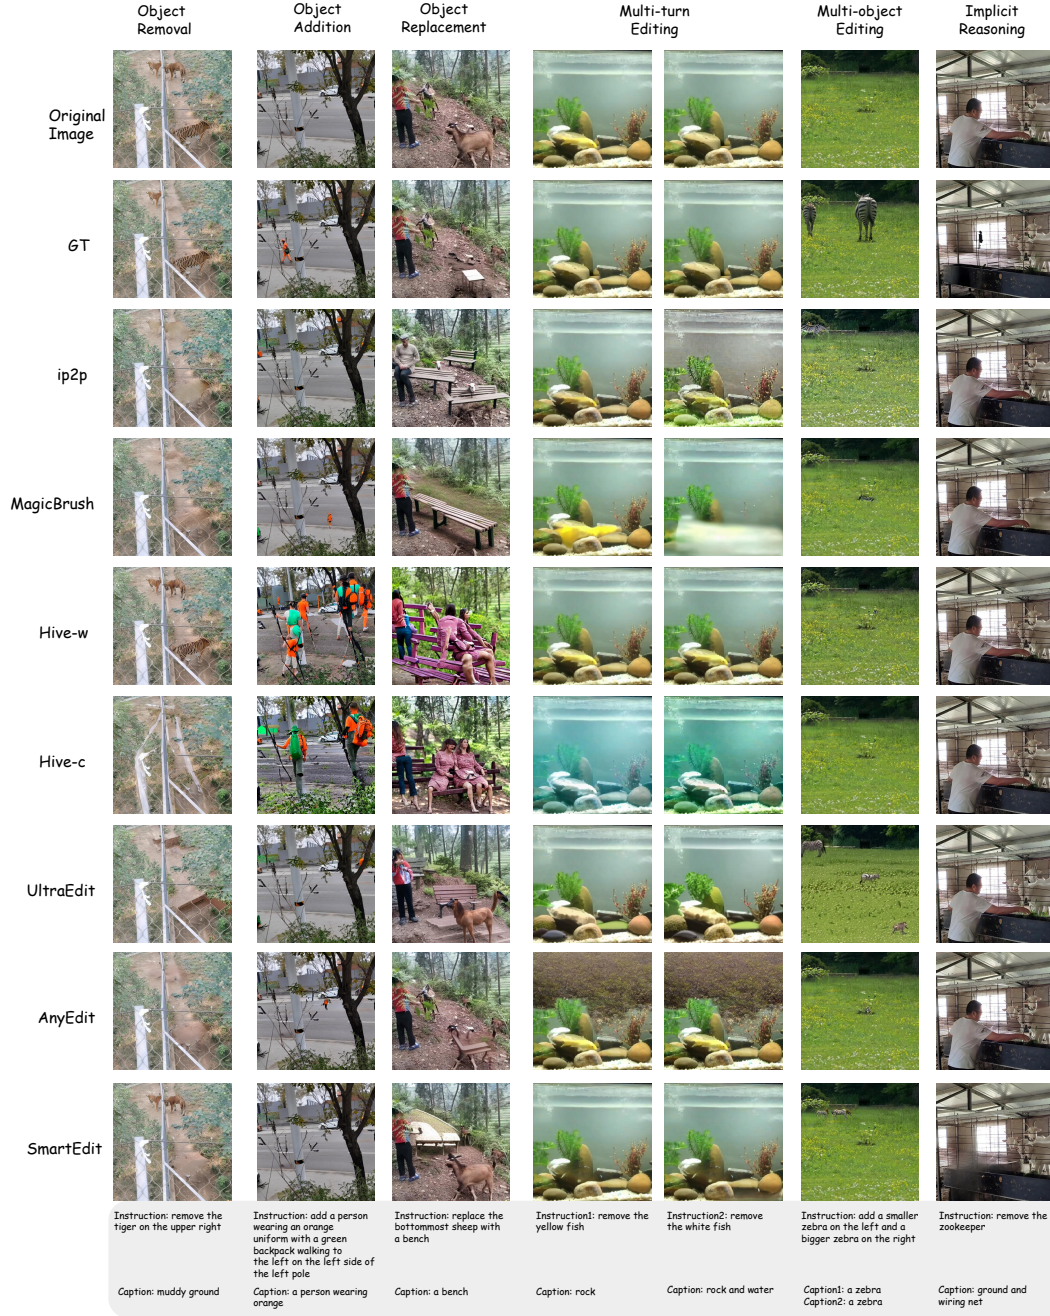 Object
Removal
Object
Addition
Object
Replacement
Multi-turn
Editing
Multi-object
Editing
Implicit
Reasoning
Original
Image
GT
ip2p
MagicBrush
Hive-w
Hive-c
UltraEdit
AnyEdit
SmartEdit
Instruction: remove the
tiger on the upper right
Caption: muddy ground
Instruction: add a person
wearing an orange
uniform with a green
backpack walking to
the left on the left side of
the left pole
Caption: a person wearing
orange
Instruction: replace the
bottommost sheep with
a bench
Caption: a bench
Instruction1: remove the
yellow fish
Caption: rock
Instruction2: remove
the white fish
Caption: rock and water
Instruction: add a smaller
zebra on the left and a
bigger zebra on the right
Caption1: a zebra
Caption2: a zebra
Instruction: remove the
zookeeper
Caption: ground and
wiring net